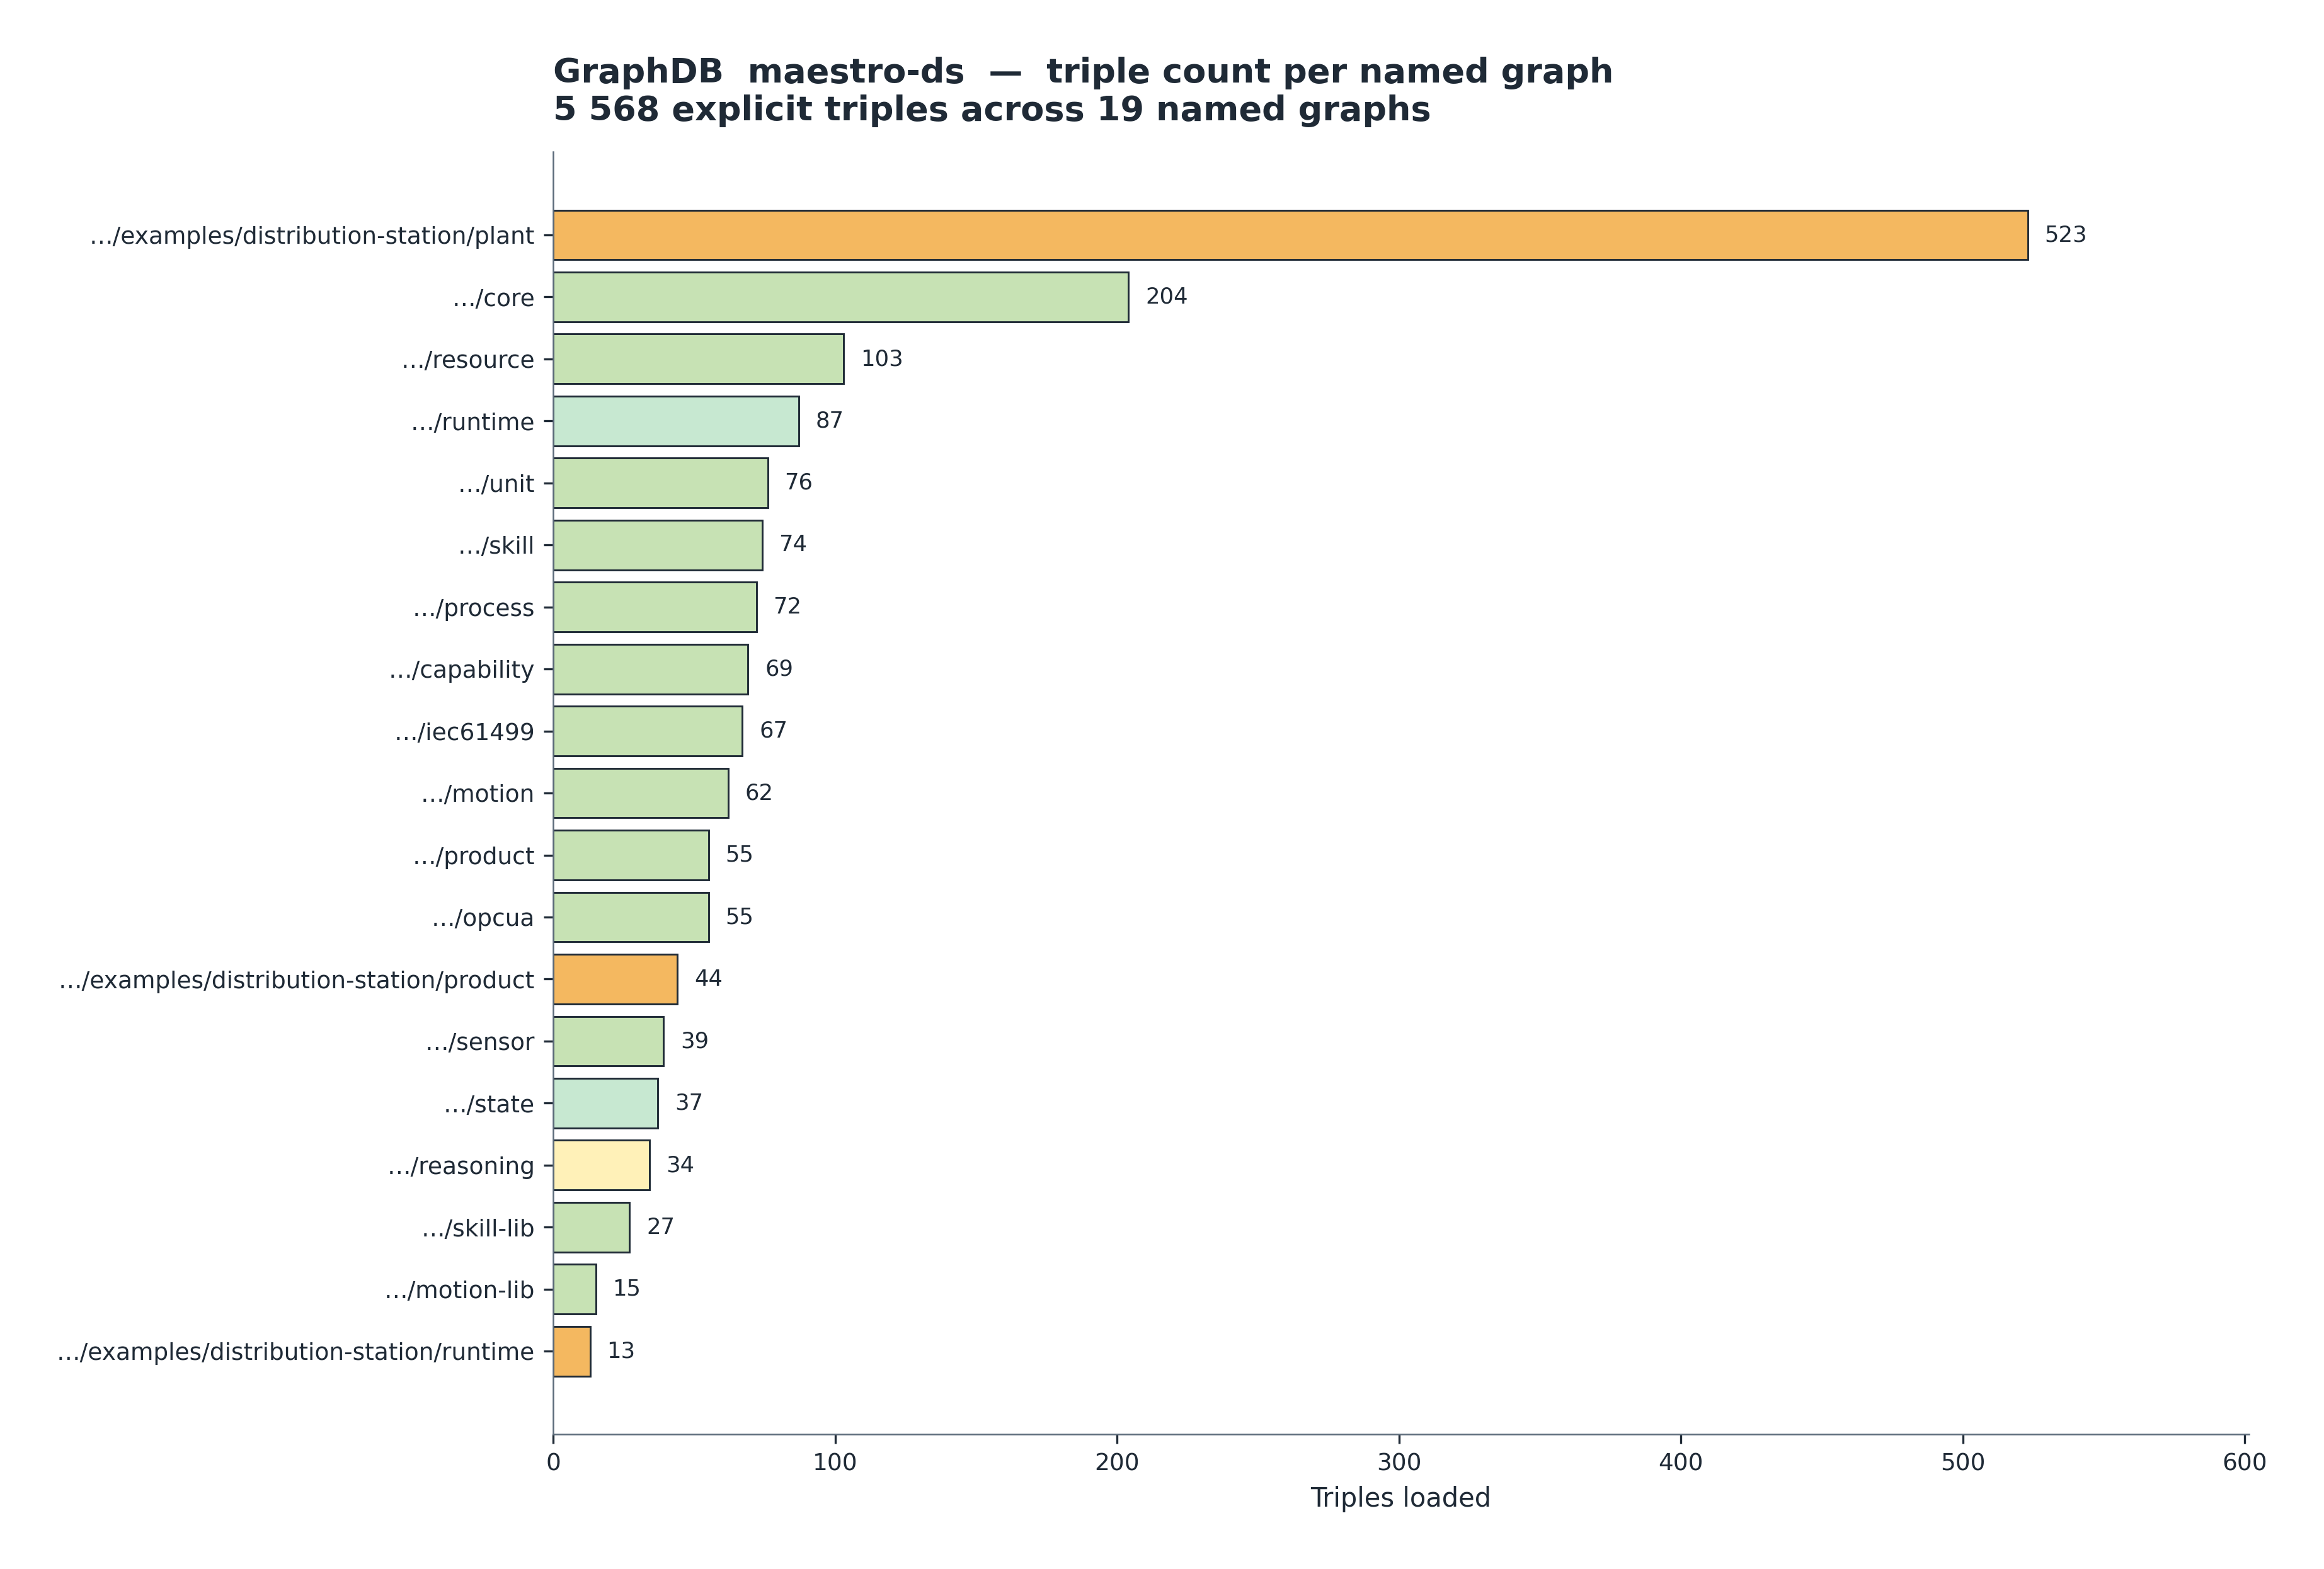 GraphDB  maestro-ds  —  triple count per named graph
5 568 explicit triples across 19 named graphs
.../examples/distribution-station/plant 523
.../core 204
.../resource 103
.../runtime 87
.../unit 76
.../skill 74
.../process 72
.../capability 69
.../iec61499 67
.../motion 62
.../product 55
.../opcua 55
.../examples/distribution-station/product 44
.../sensor 39
.../state 37
.../reasoning 34
.../skill-lib 27
.../motion-lib 15
.../examples/distribution-station/runtime 13
0 100 200 300 400 500 600
Triples loaded